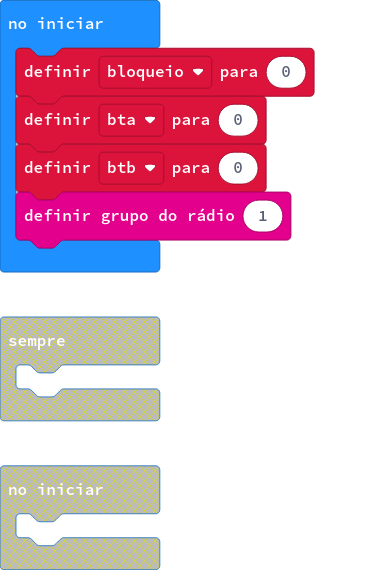 no iniciar
definir bloqueio para 0
definir bta para 0
definir btb para 0
definir grupo do rádio 1
sempre
no iniciar